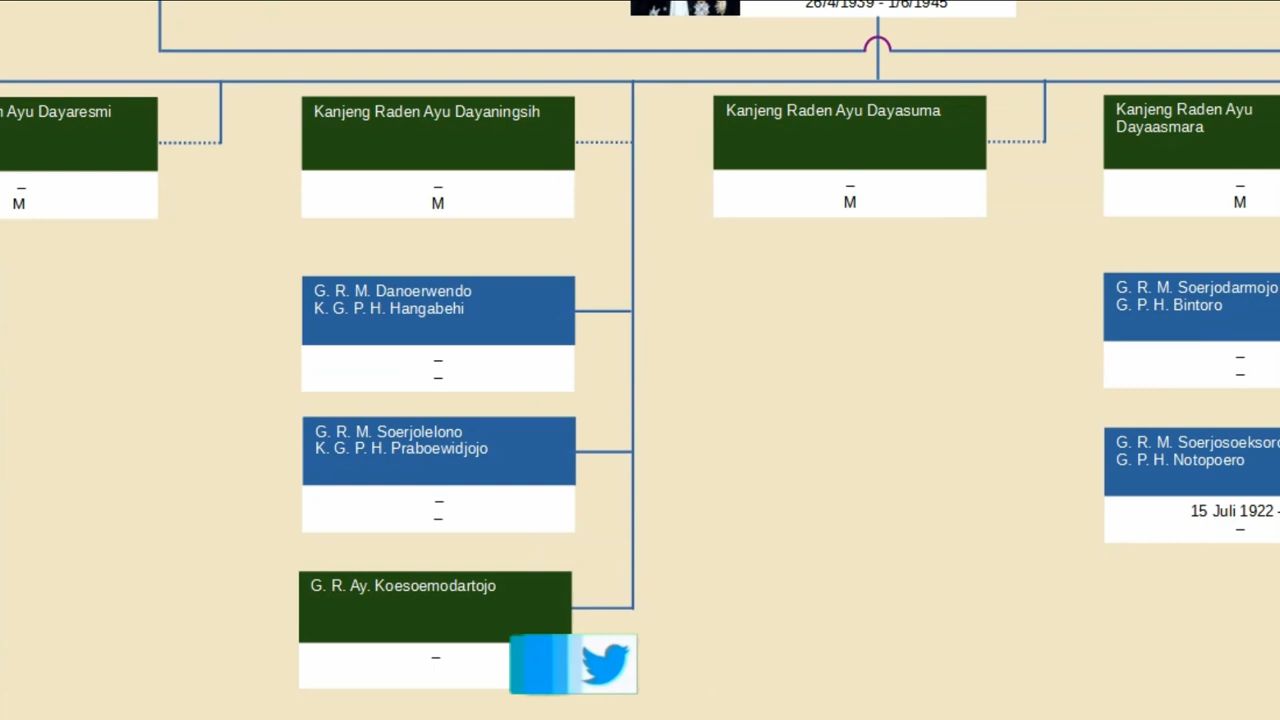 26/4/1939 - 1/6/1945
Ayu Dayaresmi
–
M
Kanjeng Raden Ayu Dayaningsih
–
M
Kanjeng Raden Ayu Dayasuma
–
M
Kanjeng Raden Ayu
Dayaasmara
–
M
G. R. M. Danoerwendo
K. G. P. H. Hangabehi
–
–
G. R. M. Soerjolelono
K. G. P. H. Praboewidjojo
–
–
G. R. Ay. Koesoemodartojo
–
G. R. M. Soerjodarmojo
G. P. H. Bintoro
–
–
G. R. M. Soerjosoeksoro
G. P. H. Notopoero
15 Juli 1922 -
–